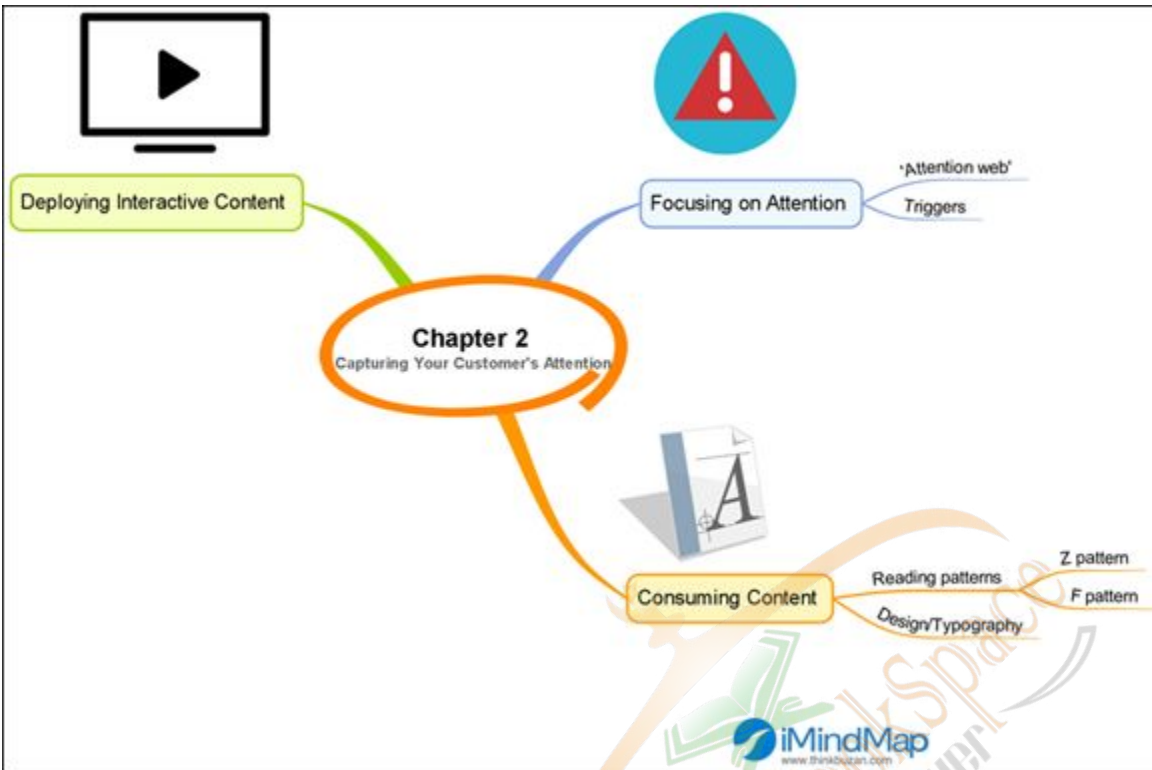 Deploying Interactive Content
Focusing on Attention
'Attention web'
Triggers
Chapter 2
Capturing Your Customer's Attention
Consuming Content
Reading patterns
Z pattern
F pattern
Design/Typography
iMindMap
www.thinkbuzan.com